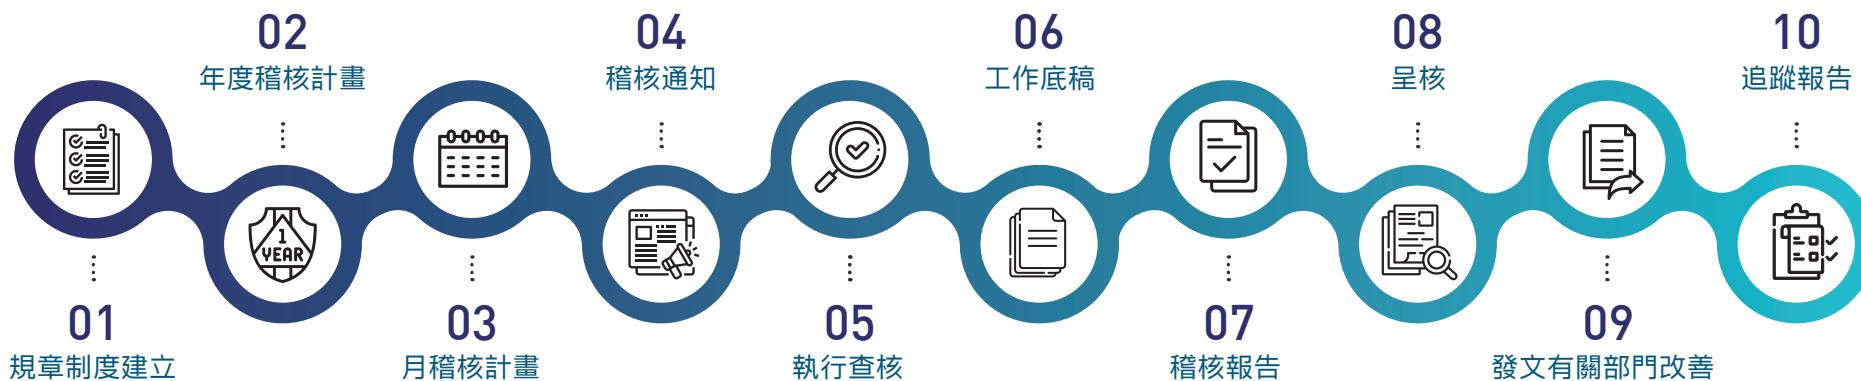 01
規章制度建立
02
年度稽核計畫
1
YEAR
03
月稽核計畫
04
稽核通知
05
執行查核
06
工作底稿
07
稽核報告
08
呈核
09
發文有關部門改善
10
追蹤報告